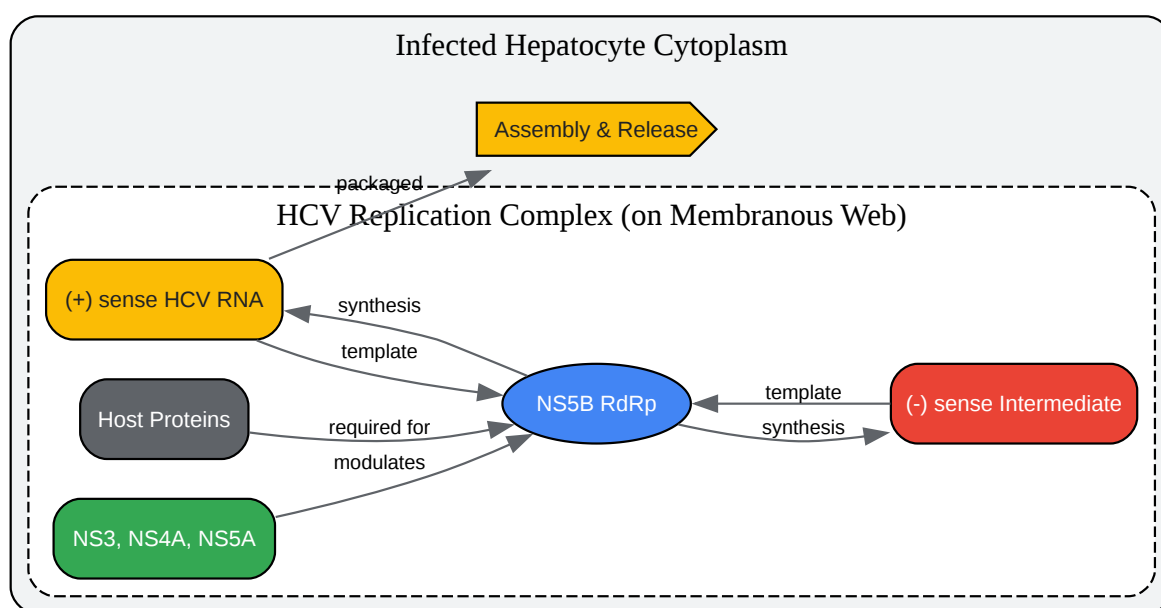 Infected Hepatocyte Cytoplasm
Assembly & Release
packaged
HCV Replication Complex (on Membranous Web)
(+) sense HCV RNA
synthesis
template
Host Proteins
required for
modulates
NS3, NS4A, NS5A
NS5B RdRp
template
synthesis
(-) sense Intermediate